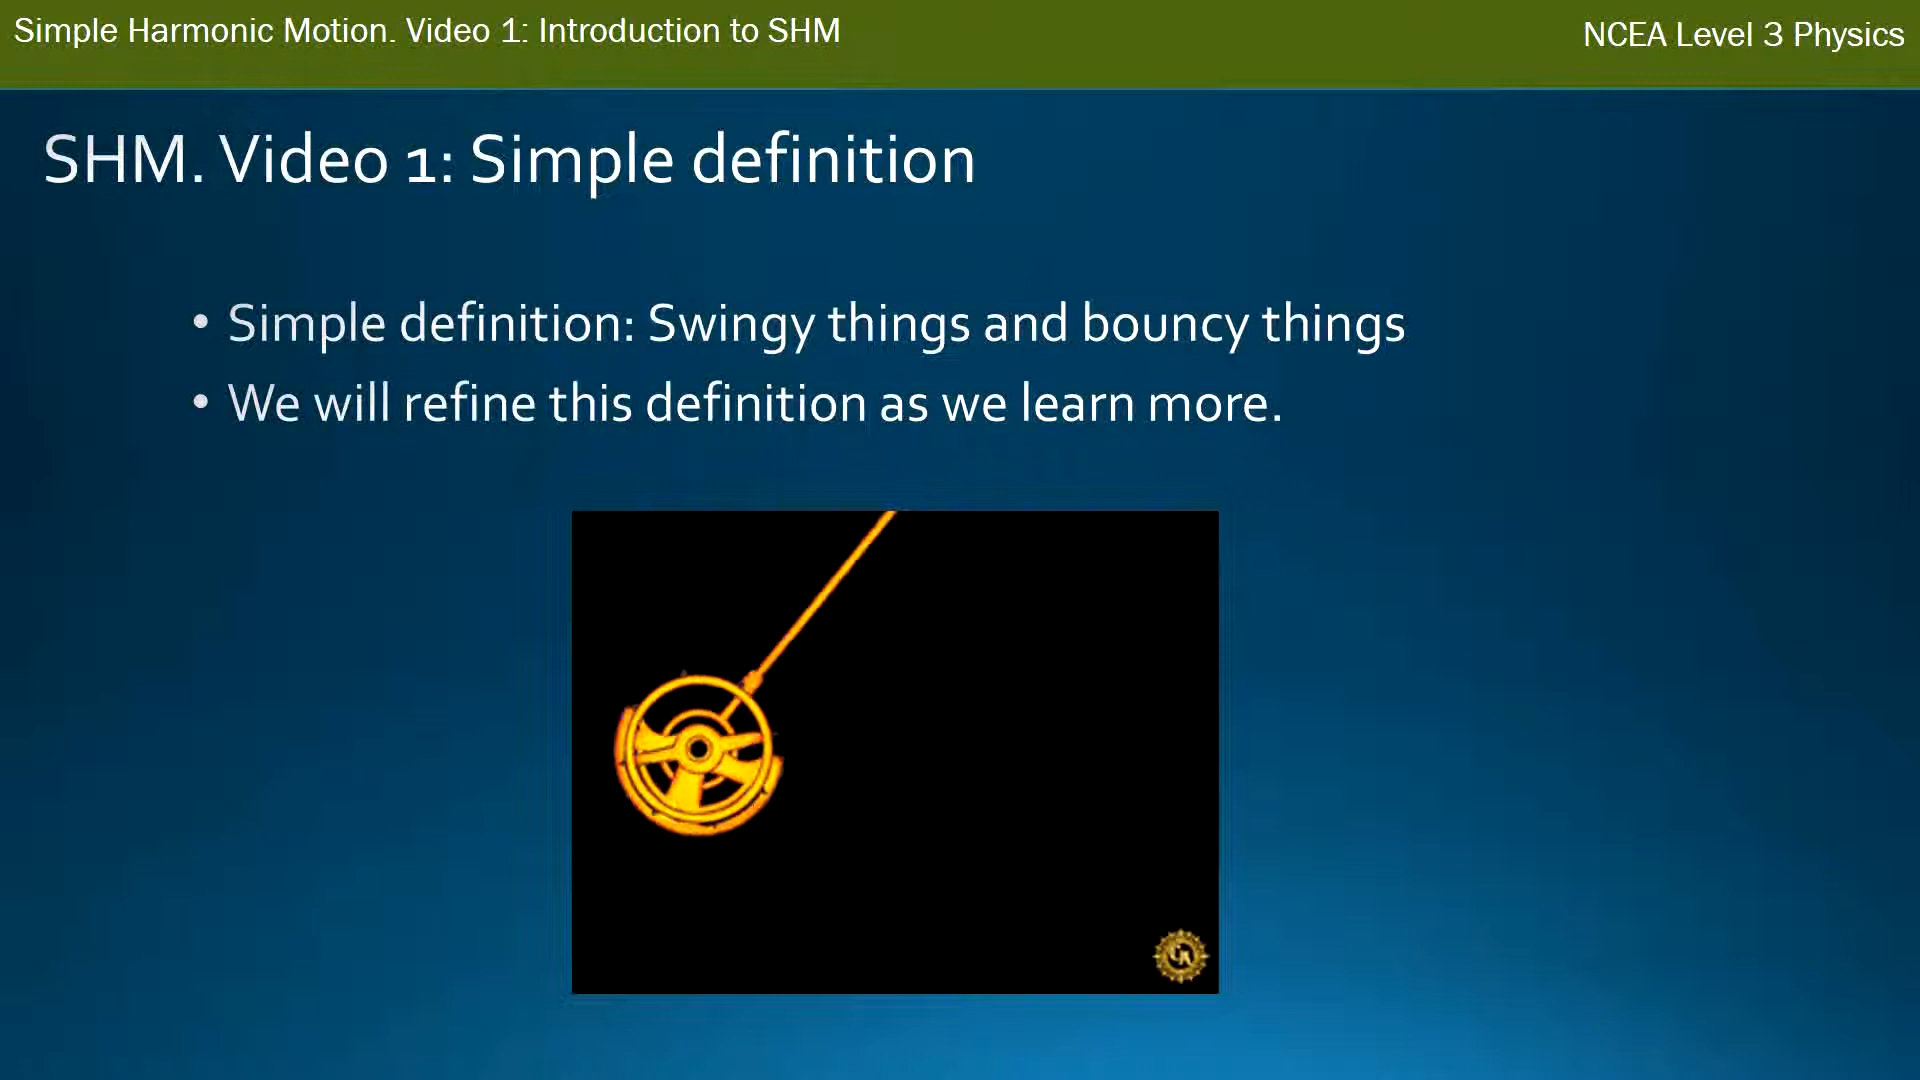 Simple Harmonic Motion. Video 1: Introduction to SHM
NCEA Level 3 Physics
SHM. Video 1: Simple definition
• Simple definition: Swingy things and bouncy things
• We will refine this definition as we learn more.